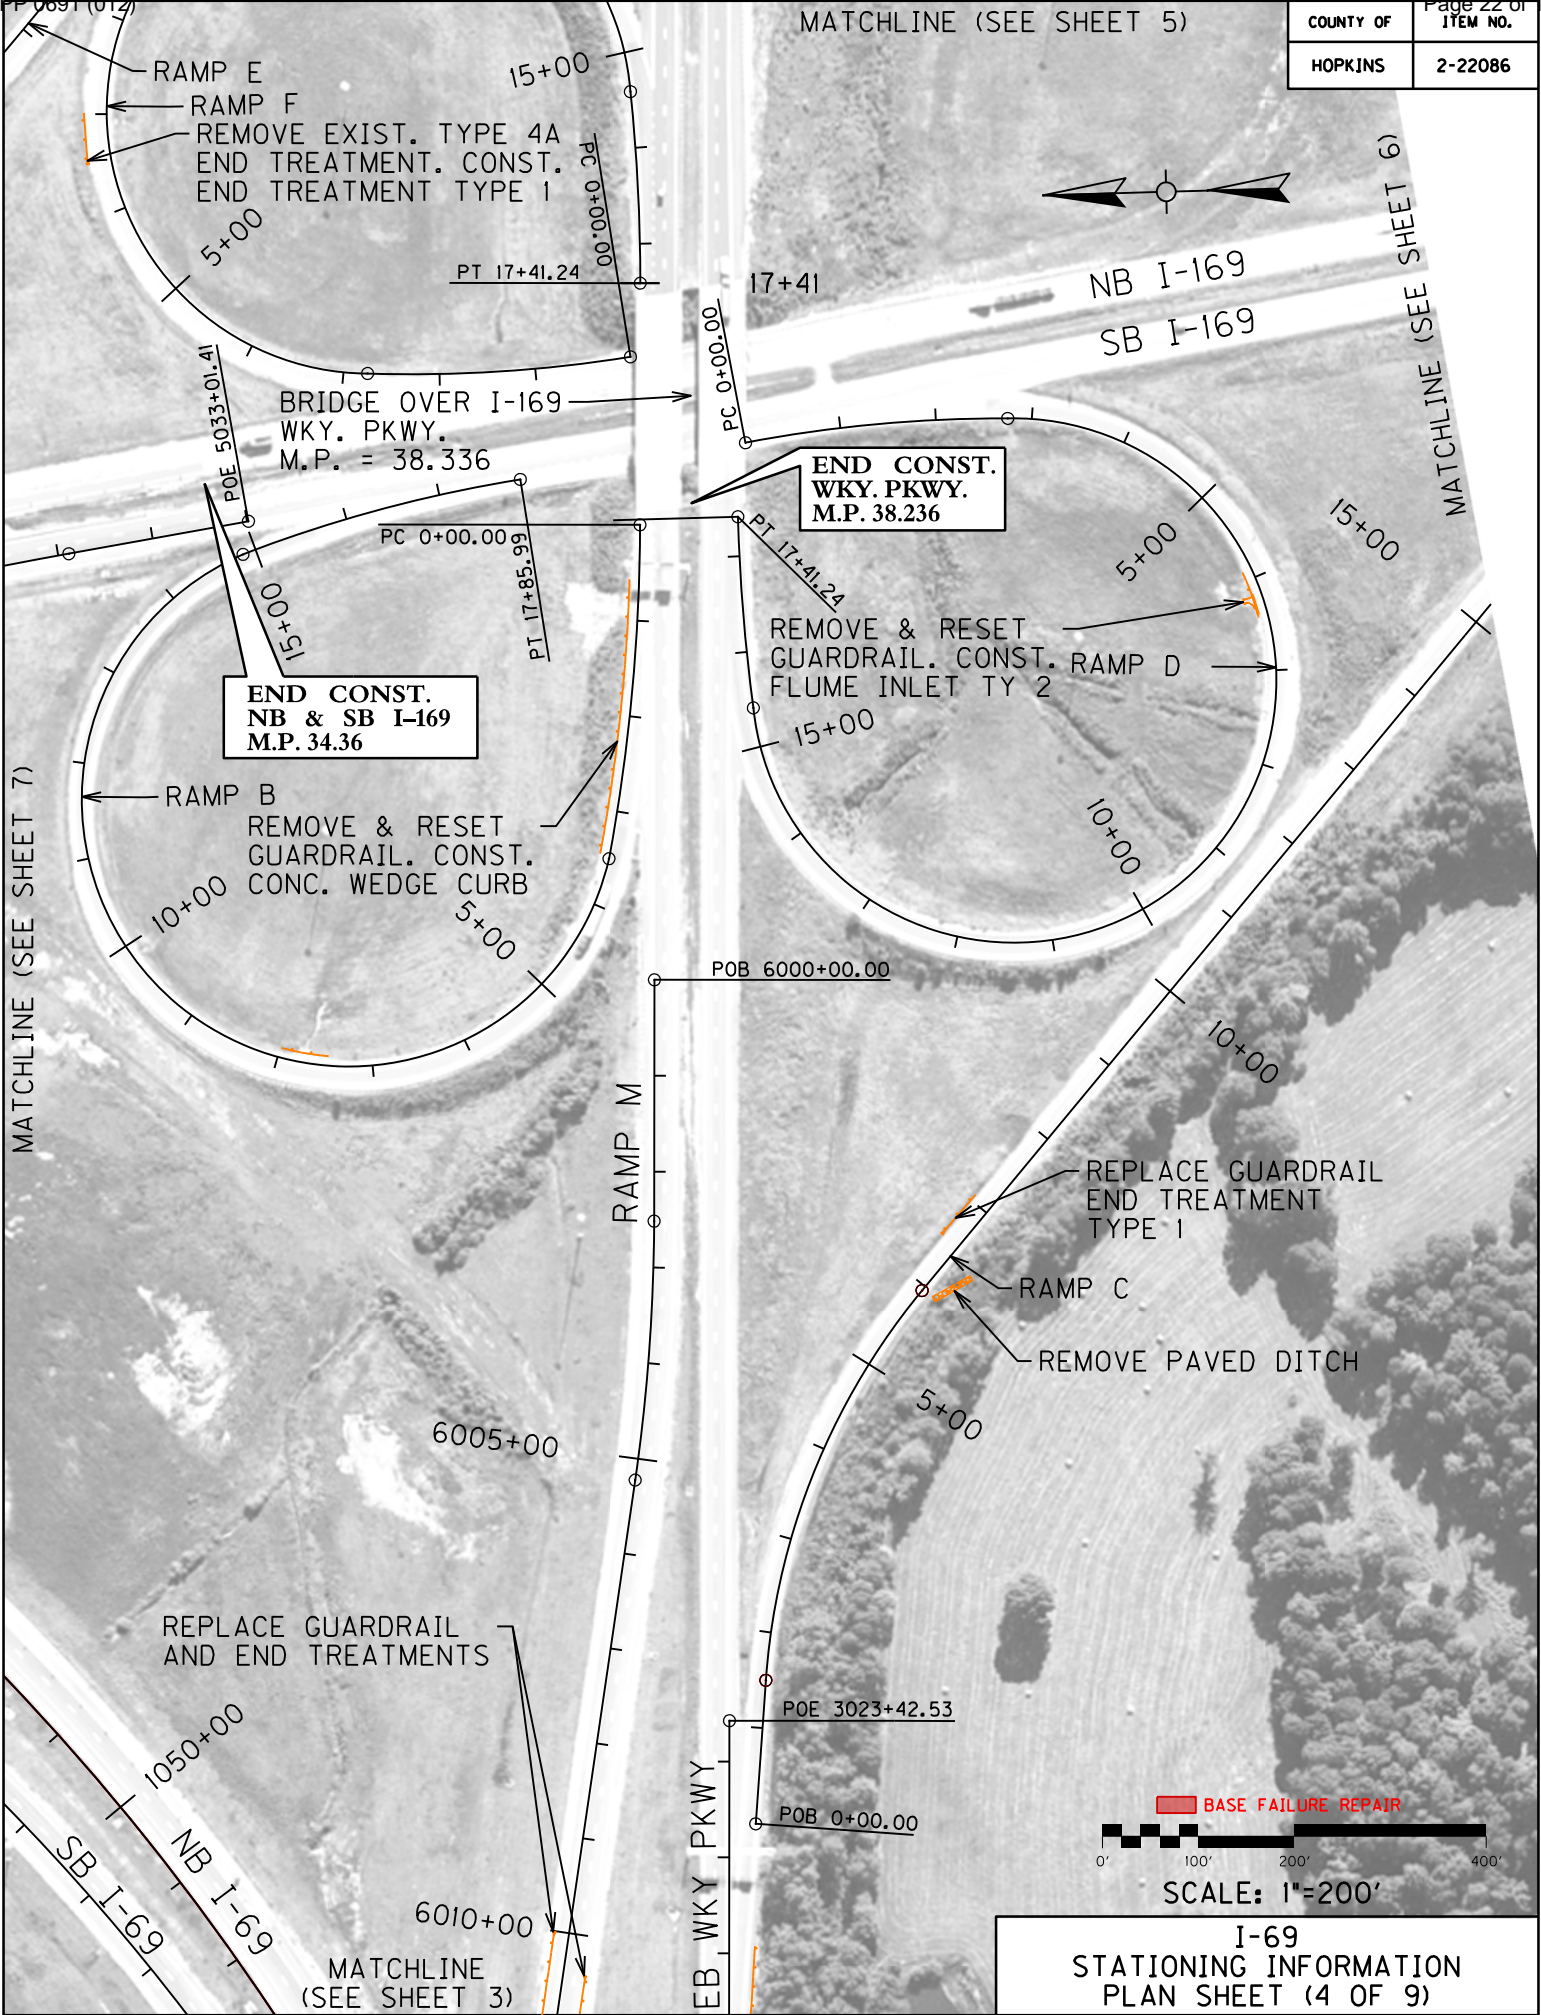 PP 0691 (012)
MATCHLINE (SEE SHEET 5)
Page 22 of
COUNTY OF
ITEM NO.
HOPKINS
2-22086
RAMP E
RAMP F
REMOVE EXIST. TYPE 4A
END TREATMENT. CONST.
END TREATMENT TYPE 1
15+00
PC 0+00.00
5+00
PT 17+41.24
17+41
NB I-169
SB I-169
MATCHLINE (SEE SHEET 6)
POE 5033+01.41
BRIDGE OVER I-169
WKY. PKWY.
M.P. = 38.336
PC 0+00.00
END CONST.
WKY. PKWY.
M.P. 38.236
PC 0+00.00
PT 17+85.99
PT 17+41.24
5+00
15+00
15+00
REMOVE & RESET
GUARDRAIL. CONST.
FLUME INLET TY 2
RAMP D
END CONST.
NB & SB I-169
M.P. 34.36
15+00
MATCHLINE (SEE SHEET 7)
RAMP B
REMOVE & RESET
GUARDRAIL. CONST.
CONC. WEDGE CURB
10+00
10+00
5+00
POB 6000+00.00
10+00
RAMP M
REPLACE GUARDRAIL
END TREATMENT
TYPE 1
RAMP C
REMOVE PAVED DITCH
5+00
6005+00
REPLACE GUARDRAIL
AND END TREATMENTS
1050+00
POE 3023+42.53
EB WKY PKWY
POB 0+00.00
BASE FAILURE REPAIR
0'
100'
200'
400'
SCALE: 1"=200'
SB I-69
NB I-69
6010+00
MATCHLINE
(SEE SHEET 3)
I-69
STATIONING INFORMATION
PLAN SHEET (4 OF 9)